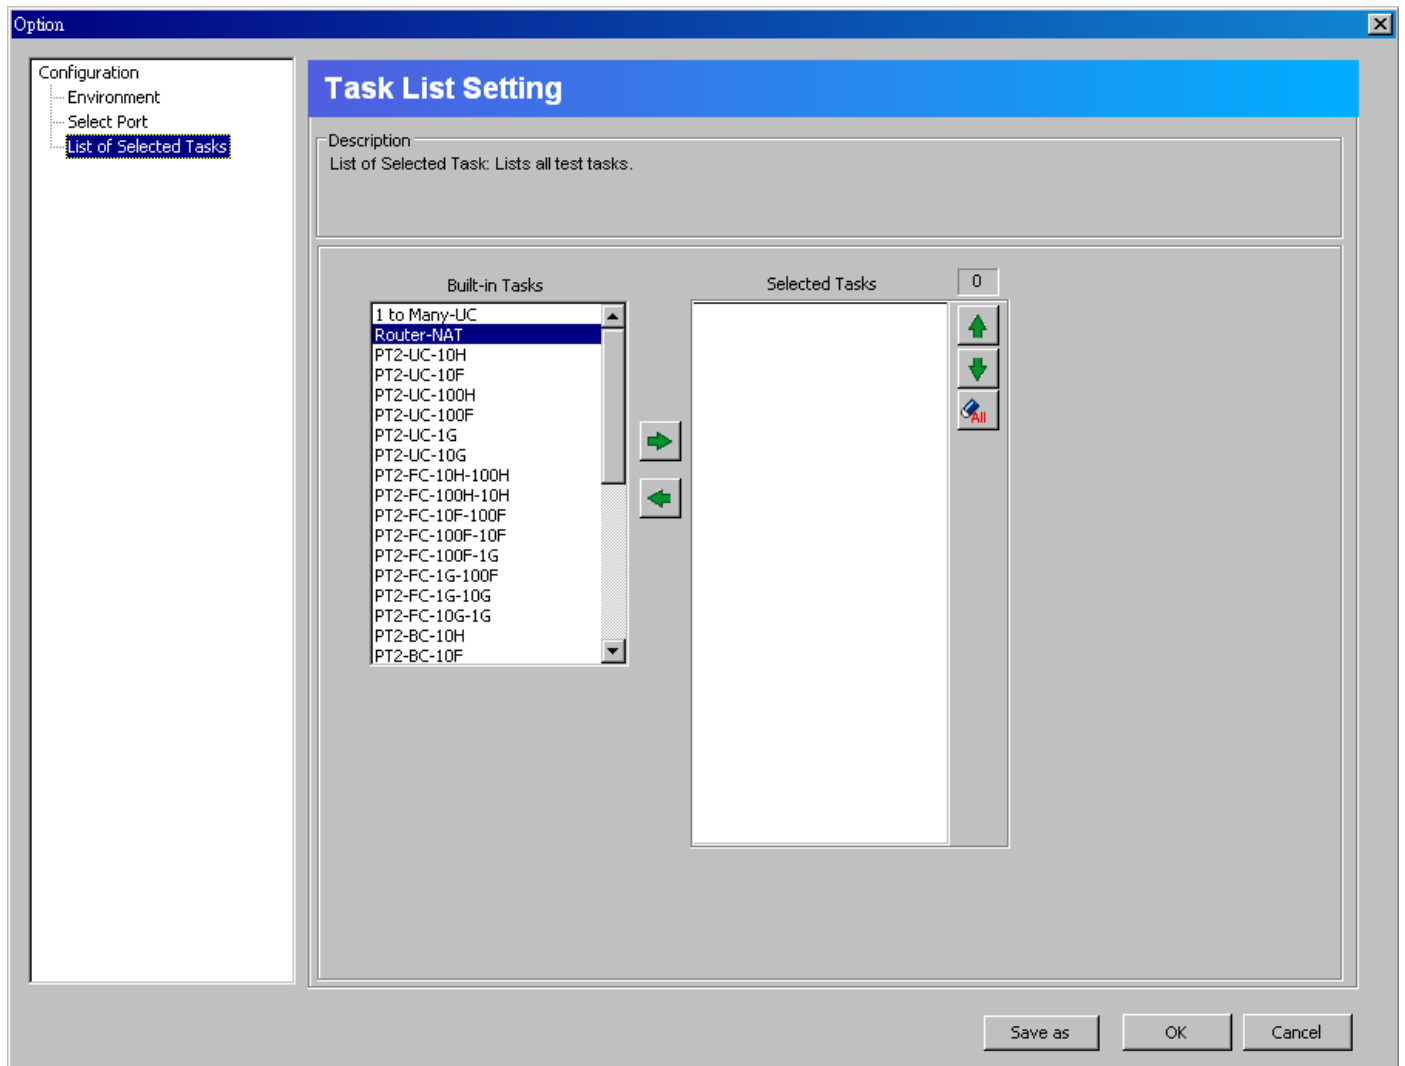 Option
Configuration
Environment
Select Port
List of Selected Tasks
Task List Setting
Description
List of Selected Task: Lists all test tasks.
Built-in Tasks
1 to Many-UC
Router-NAT
PT2-UC-10H
PT2-UC-10F
PT2-UC-100H
PT2-UC-100F
PT2-UC-1G
PT2-UC-10G
PT2-FC-10H-100H
PT2-FC-100H-10H
PT2-FC-10F-100F
PT2-FC-100F-10F
PT2-FC-100F-1G
PT2-FC-1G-100F
PT2-FC-1G-10G
PT2-FC-10G-1G
PT2-BC-10H
PT2-BC-10F
Selected Tasks
0
All
Save as
OK
Cancel